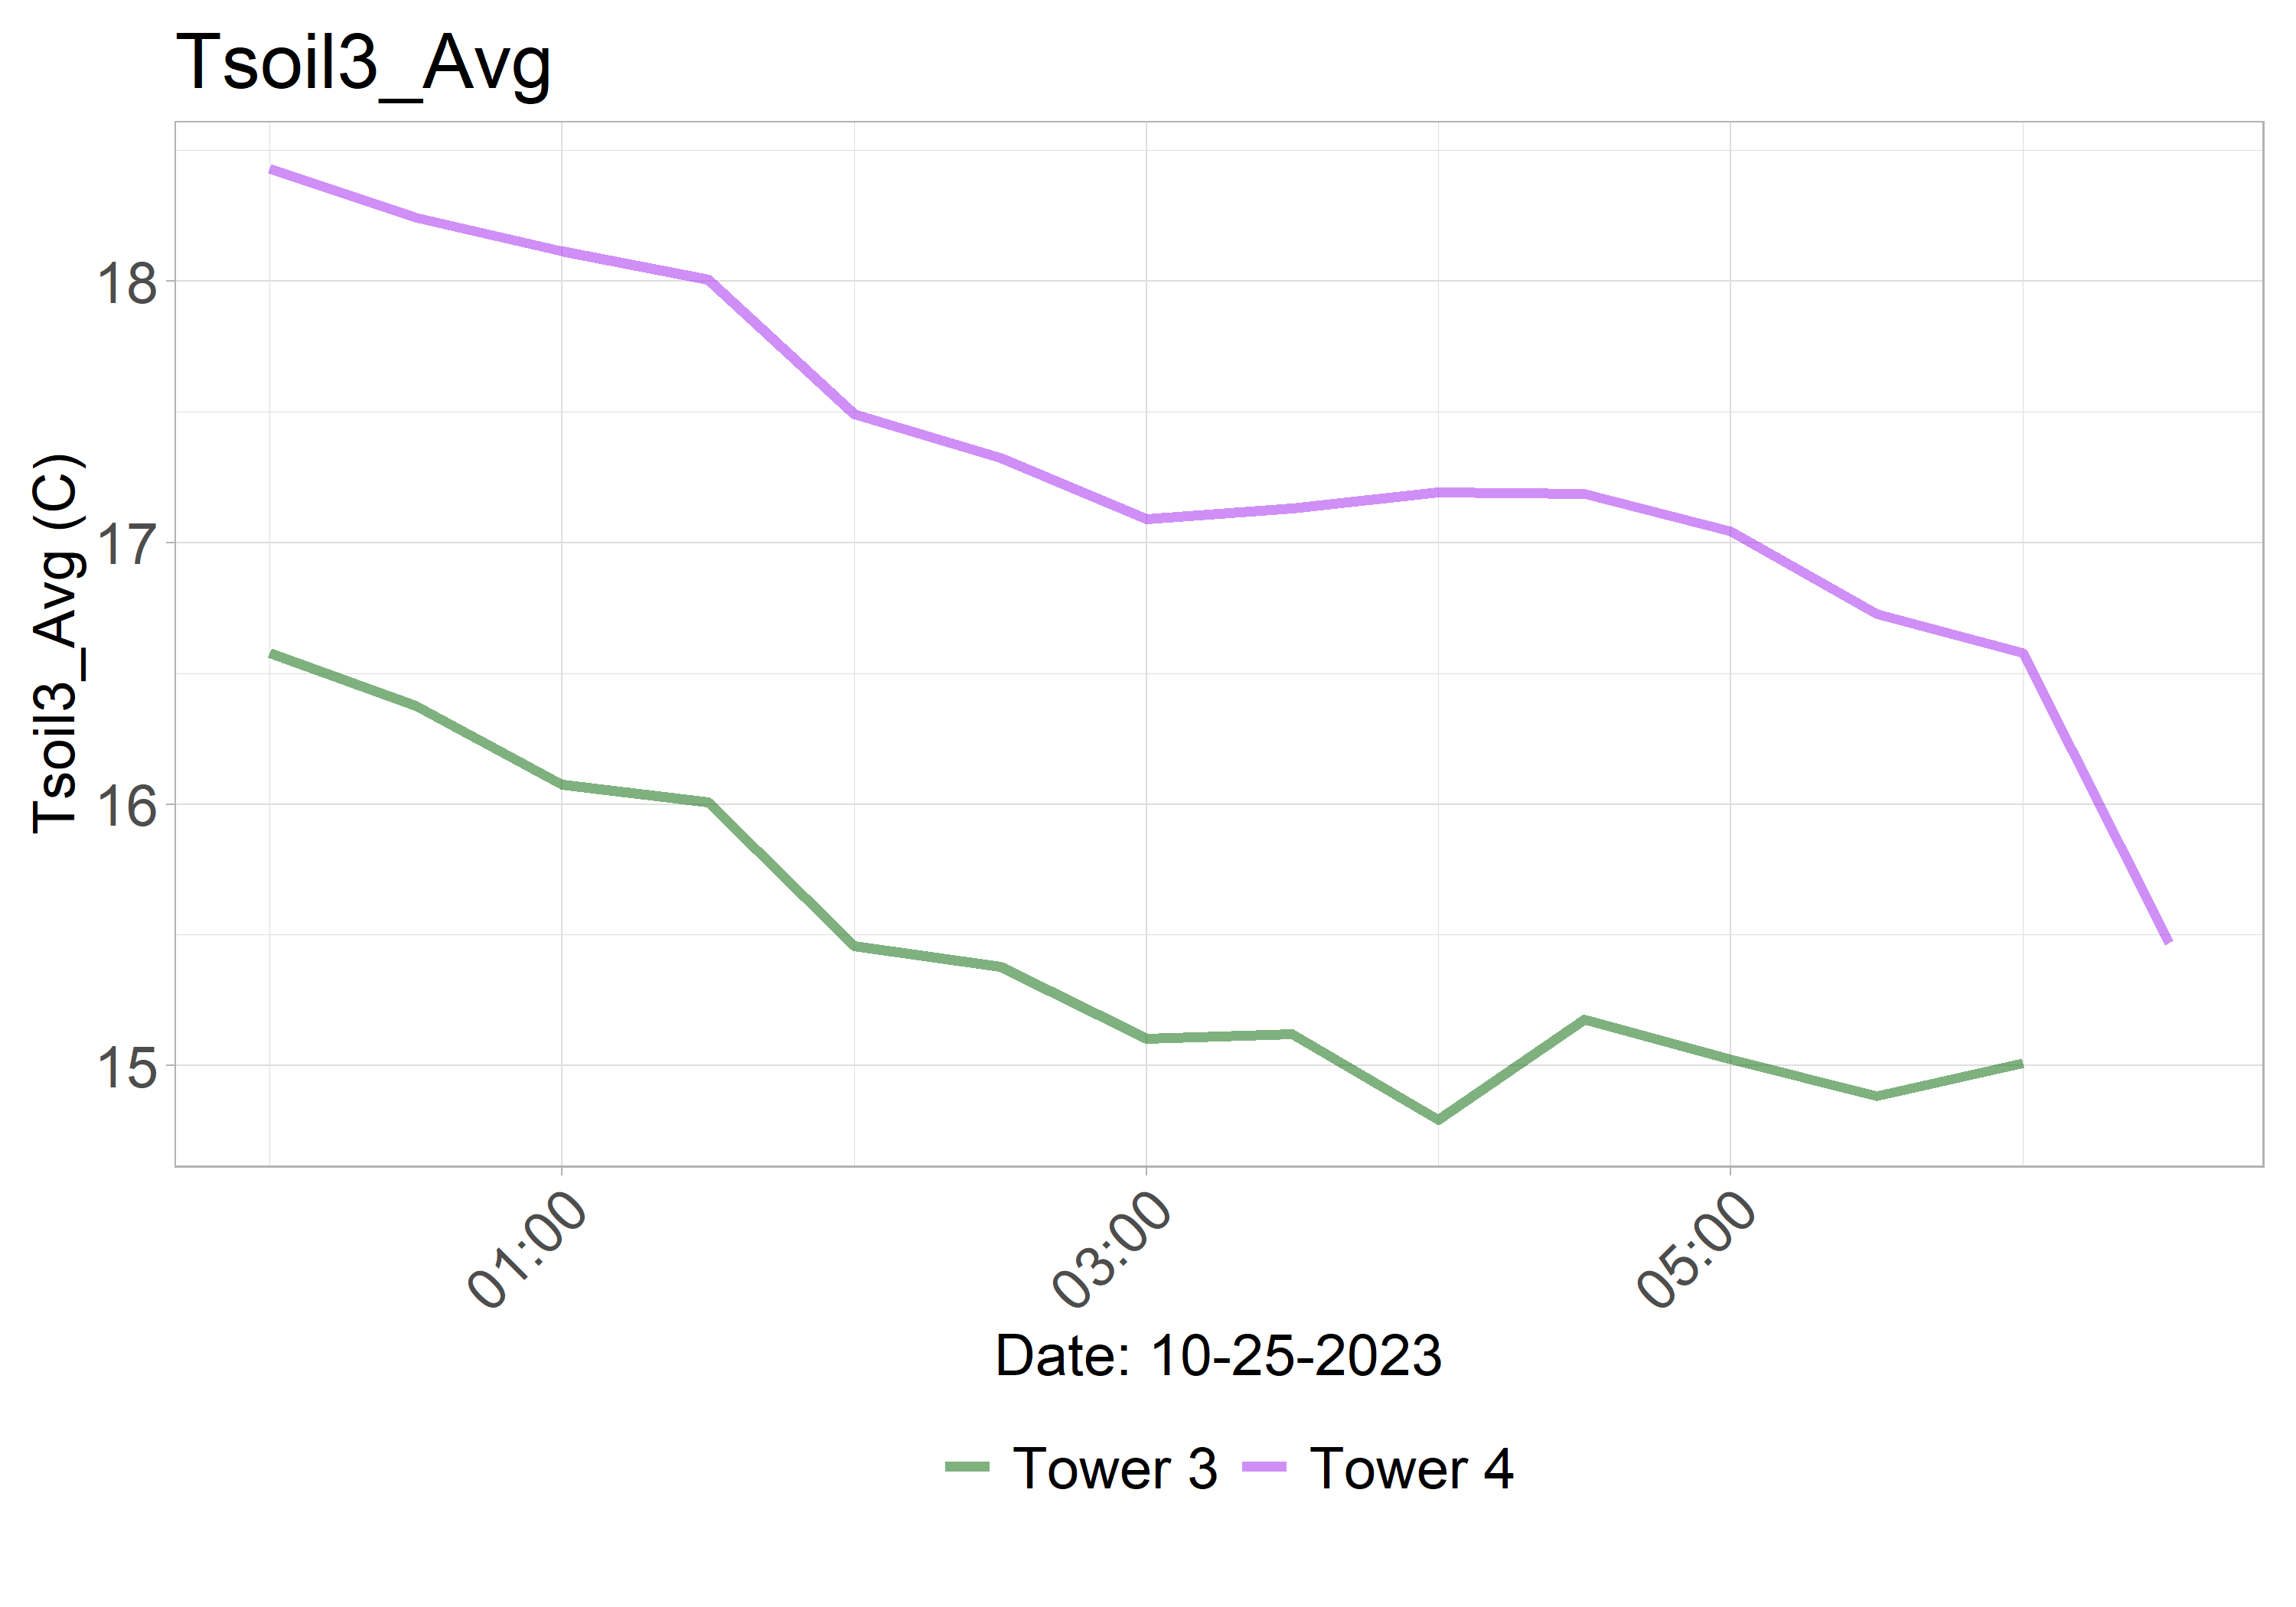 Tsoil3_Avg
Tsoil3_Avg (C)
18
17
16
15
01:00
03:00
05:00
Date: 10-25-2023
Tower 3
Tower 4